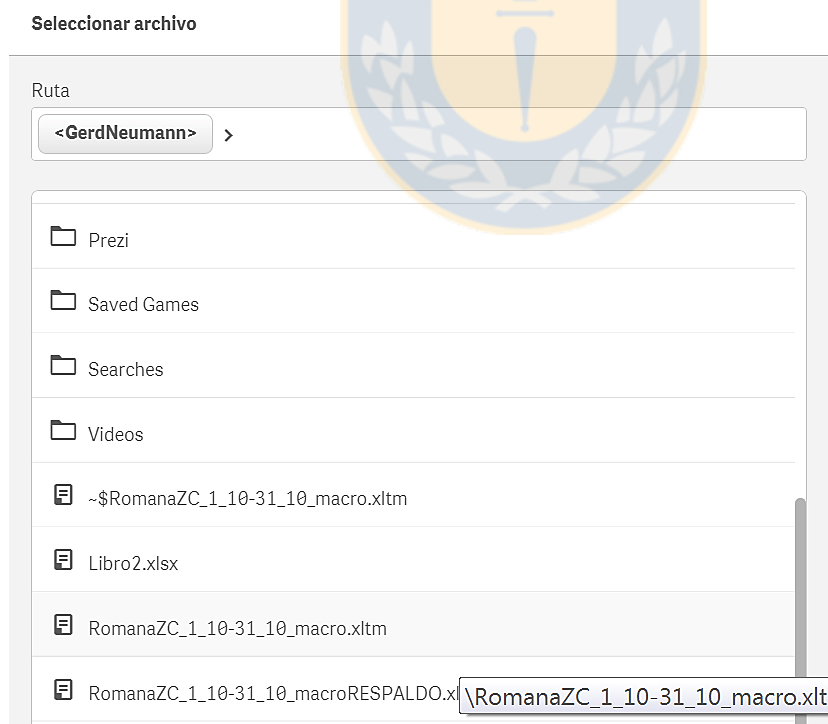 Seleccionar archivo
Ruta
<GerdNeumann>
Prezi
Saved Games
Searches
Videos
~$RomanaZC_1_10-31_10_macro.xltm
Libro2.xlsx
RomanaZC_1_10-31_10_macro.xltm
RomanaZC_1_10-31_10_macroRESPALDO.xl
\RomanaZC_1_10-31_10_macro.xlt